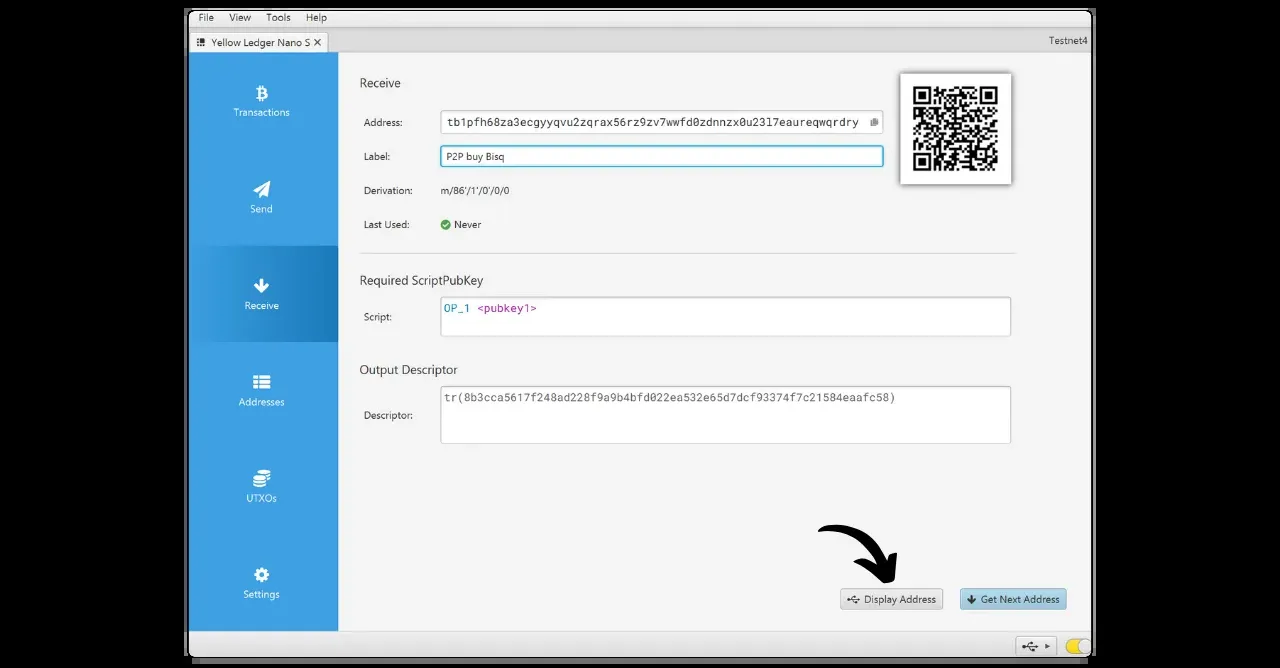 File View Tools Help
Yellow Ledger Nano S
Testnet4
Transactions
Send
Receive
Addresses
UTXOs
Settings
Receive
Address: tb1pfh68za3ecgyyqvu2zqrax56rz9zv7wwfd0zdnnzx0u23l7eaureqwqrdry
Label: P2P buy Bisq
Derivation: m/86'/1'/0'/0/0
Last Used: Never
Required ScriptPubKey
Script: OP_1 <pubkey1>
Output Descriptor
Descriptor: tr(8b3cca5617f248ad228f9a9b4bfd022ea532e65d7dcf93374f7c21584eaafc58)
Display Address
Get Next Address